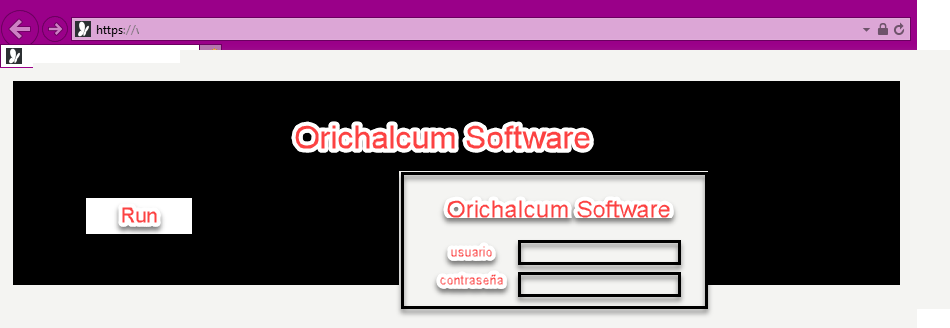 https://\
Orichalcum Software
Run
Orichalcum Software
usuario
contraseña